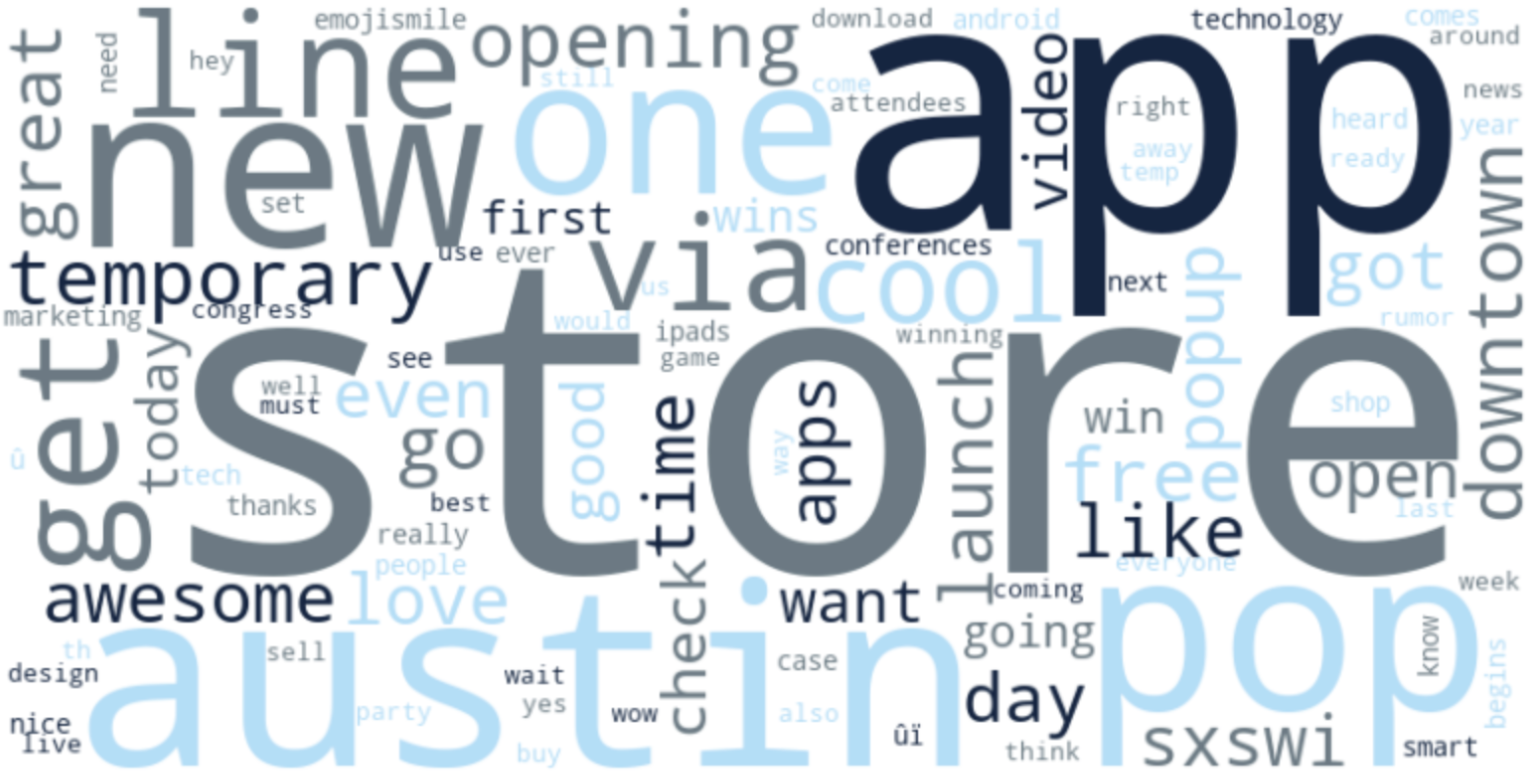 emojismile
download
android
technology
comes
around
great
need
hey
line
opening
still
come
attendees
one
app
video
right
away
temp
heard
ready
news
year
new
set
first
wins
downtown
temporary
use
ever
via
us
conferences
cool
next
popup
got
rumor
marketing
congress
would
ipads
game
winning
get
today
see
store
well
must
even
good
time
way
apps
launch
win
shop
go
û
tech
free
open
last
thanks
best
like
really
people
everyone
awesome
love
check
want
coming
week
th
austin
going
pop
know
begins
design
sell
wait
case
day
nice
live
party
yes
wow
also
ûï
buy
think
sxswi
smart